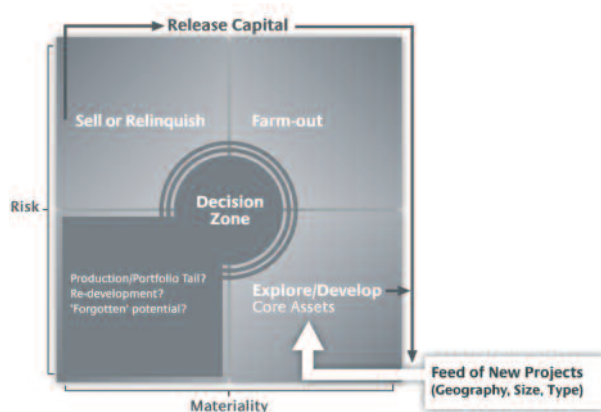 Release Capital
Sell or Relinquish
Farm-out
Decision
Zone
Risk
Production/Portfolio Tail?
Re-development?
'Forgotten' potential?
Explore/Develop
Core Assets
Feed of New Projects
(Geography, Size, Type)
Materiality